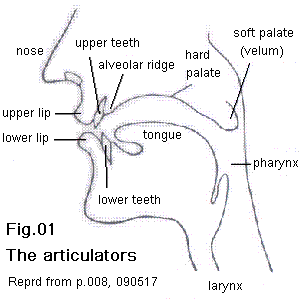 soft palate
(velum)
upper teeth
nose
hard
palate
alveolar ridge
upper lip
lower lip
tongue
pharynx
lower teeth
Fig.01
The articulators
Reprd from p.008, 090517
larynx